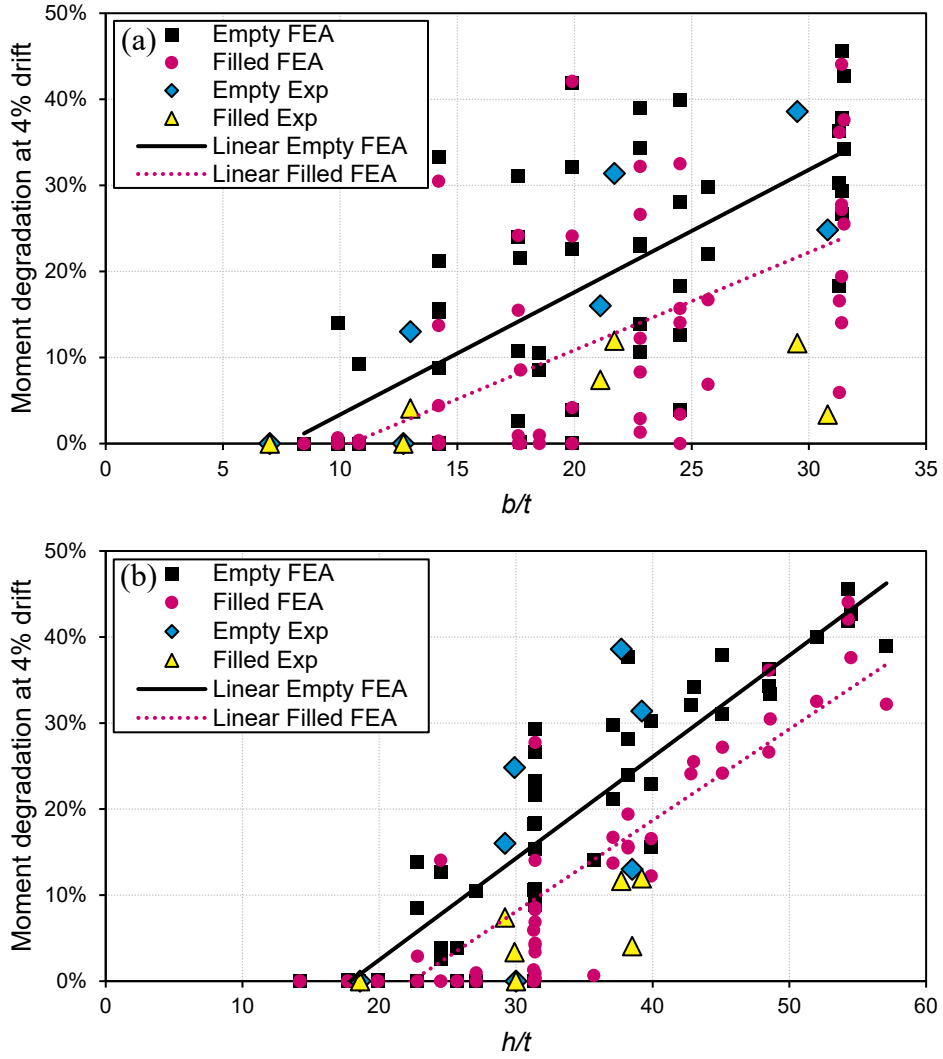 50%
40%
30%
20%
10%
0%
Moment degradation at 4% drift
(a)
Empty FEA
Filled FEA
Empty Exp
Filled Exp
Linear Empty FEA
Linear Filled FEA
0 5 10 15 20 25 30 35
b/t
50%
40%
30%
20%
10%
0%
Moment degradation at 4% drift
(b)
Empty FEA
Filled FEA
Empty Exp
Filled Exp
Linear Empty FEA
Linear Filled FEA
0 10 20 30 40 50 60
h/t